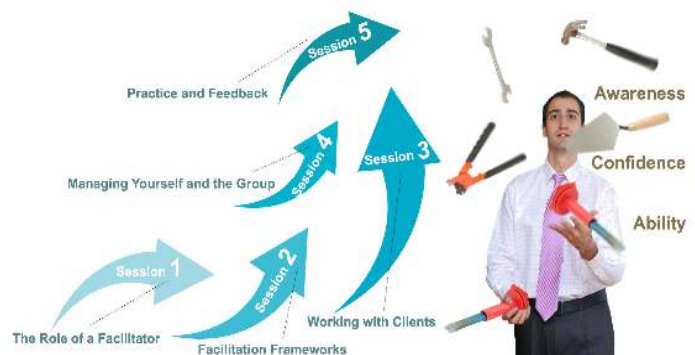 Session 5
Practice and Feedback
Session 4
Managing Yourself and the Group
Session 3
Session 1
Session 2
The Role of a Facilitator
Facilitation Frameworks
Working with Clients
Awareness
Confidence
Ability